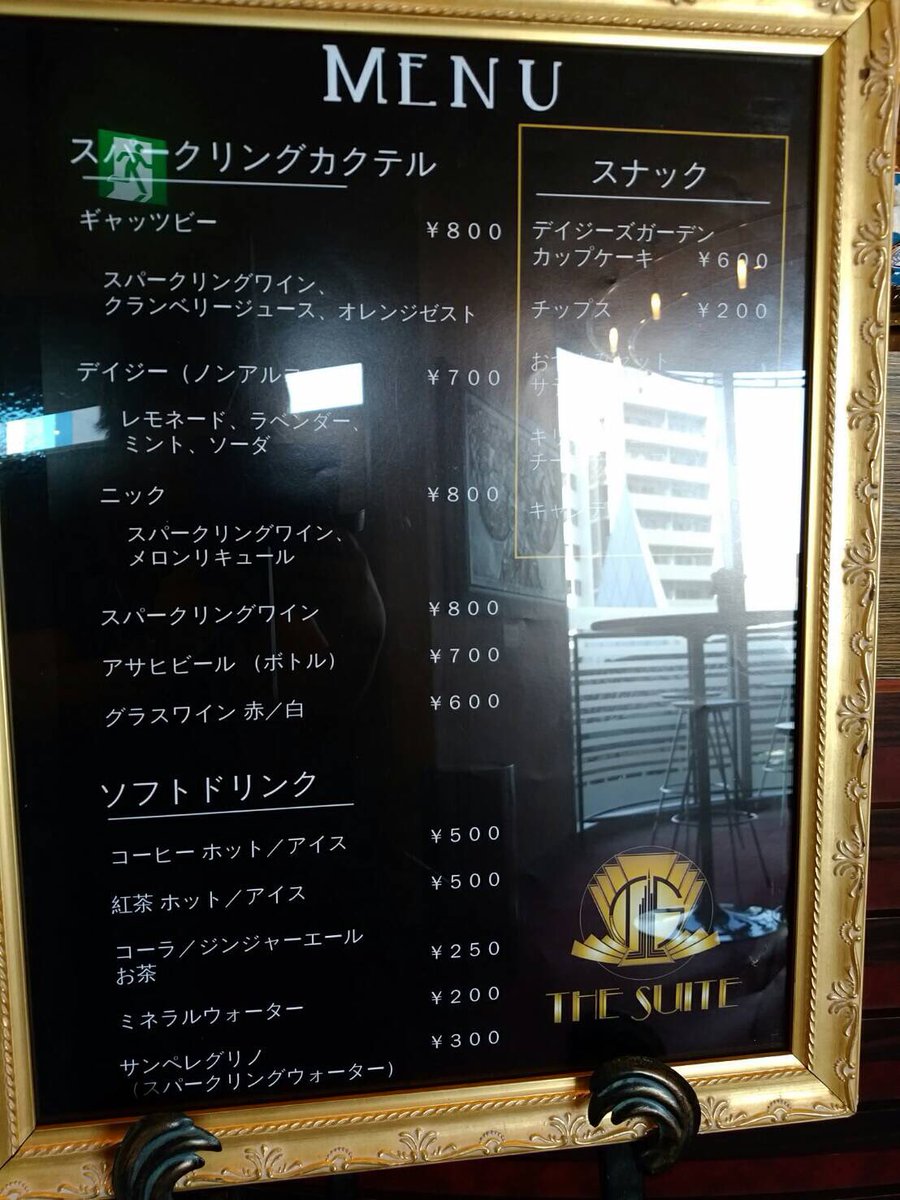 MENU
スパークリングカクテル
ギャッツビー ￥800
スパークリングワイン、
クランベリージュース、オレンジゼスト
デイジー（ノンアル ￥700
レモネード、ラベンダー、
ミント、ソーダ
ニック ￥800
スパークリングワイン、
メロンリキュール
スパークリングワイン ￥800
アサヒビール （ボトル） ￥700
グラスワイン 赤／白 ￥600
ソフトドリンク
コーヒー ホット／アイス ￥500
紅茶 ホット／アイス ￥500
コーラ／ジンジャーエール ￥250
お茶
ミネラルウォーター ￥200
サンペレグリノ ￥300
（スパークリングウォーター）
スナック
デイジーズガーデン
カップケーキ ￥600
チップス ￥200
TG
THE SUITE